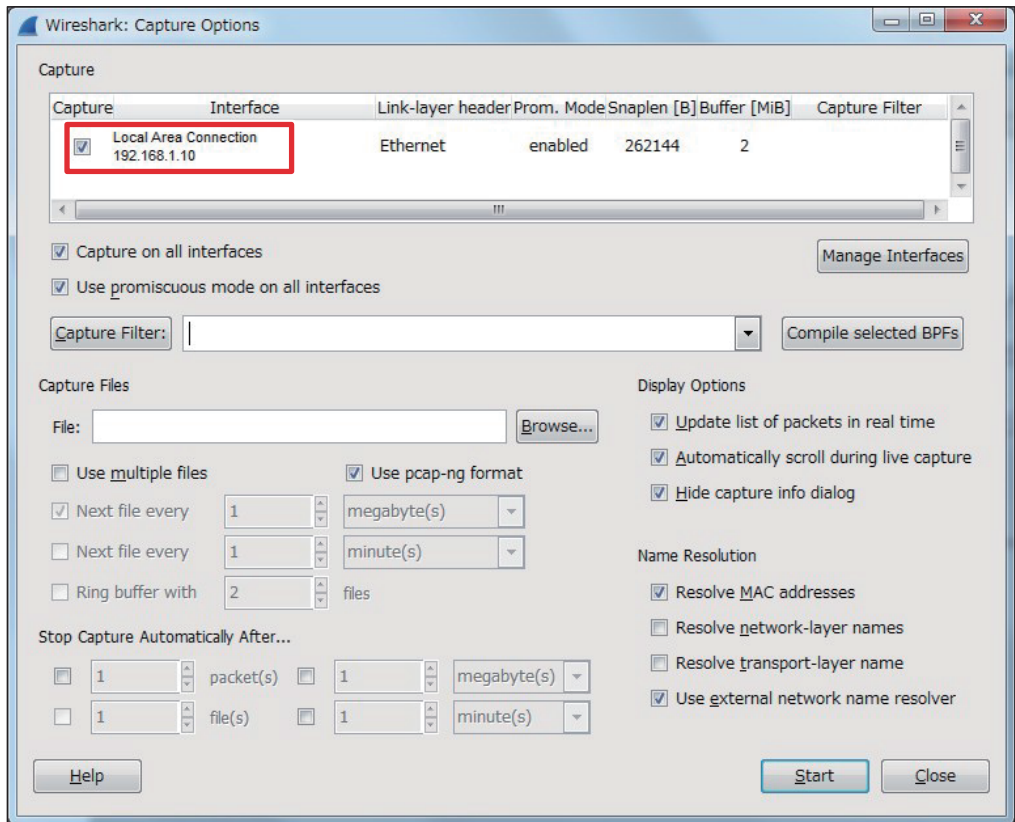 Wireshark: Capture Options
Capture
Capture Interface Link-layer header Prom. Mode Snaplen [B] Buffer [MiB] Capture Filter
Local Area Connection
192.168.1.10
Ethernet enabled 262144 2
Capture on all interfaces
Manage Interfaces
Use promiscuous mode on all interfaces
Capture Filter: Compile selected BPFs
Capture Files
File: Browse...
Use multiple files Use pcap-ng format
Next file every 1 megabyte(s)
Next file every 1 minute(s)
Ring buffer with 2 files
Stop Capture Automatically After...
1 packet(s) 1 megabyte(s)
1 file(s) 1 minute(s)
Display Options
Update list of packets in real time
Automatically scroll during live capture
Hide capture info dialog
Name Resolution
Resolve MAC addresses
Resolve network-layer names
Resolve transport-layer name
Use external network name resolver
Help Start Close